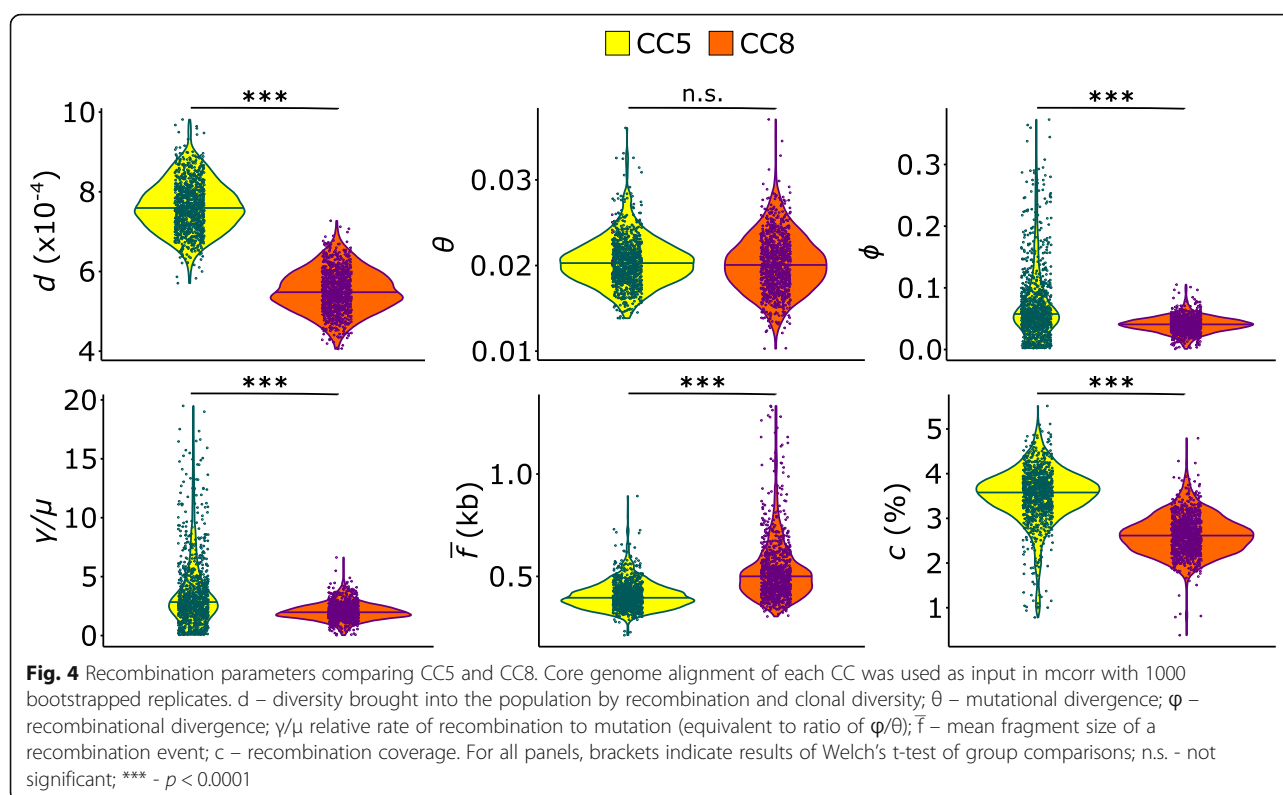 CC5 CC8
*** n.s. ***
d (x10⁻⁴) 10 8 6 4
θ 0.03 0.02 0.01
ϕ 0.3 0.2 0.1 0.0
*** *** ***
γ/μ 20 15 10 5 0
f̅ (kb) 1.0 0.5
c (%) 5 4 3 2 1
Fig. 4 Recombination parameters comparing CC5 and CC8. Core genome alignment of each CC was used as input in mcorr with 1000
bootstrapped replicates. d – diversity brought into the population by recombination and clonal diversity; θ – mutational divergence; φ –
recombinational divergence; γ/μ relative rate of recombination to mutation (equivalent to ratio of φ/θ); f̅ – mean fragment size of a
recombination event; c – recombination coverage. For all panels, brackets indicate results of Welch's t-test of group comparisons; n.s. - not
significant; *** - p < 0.0001